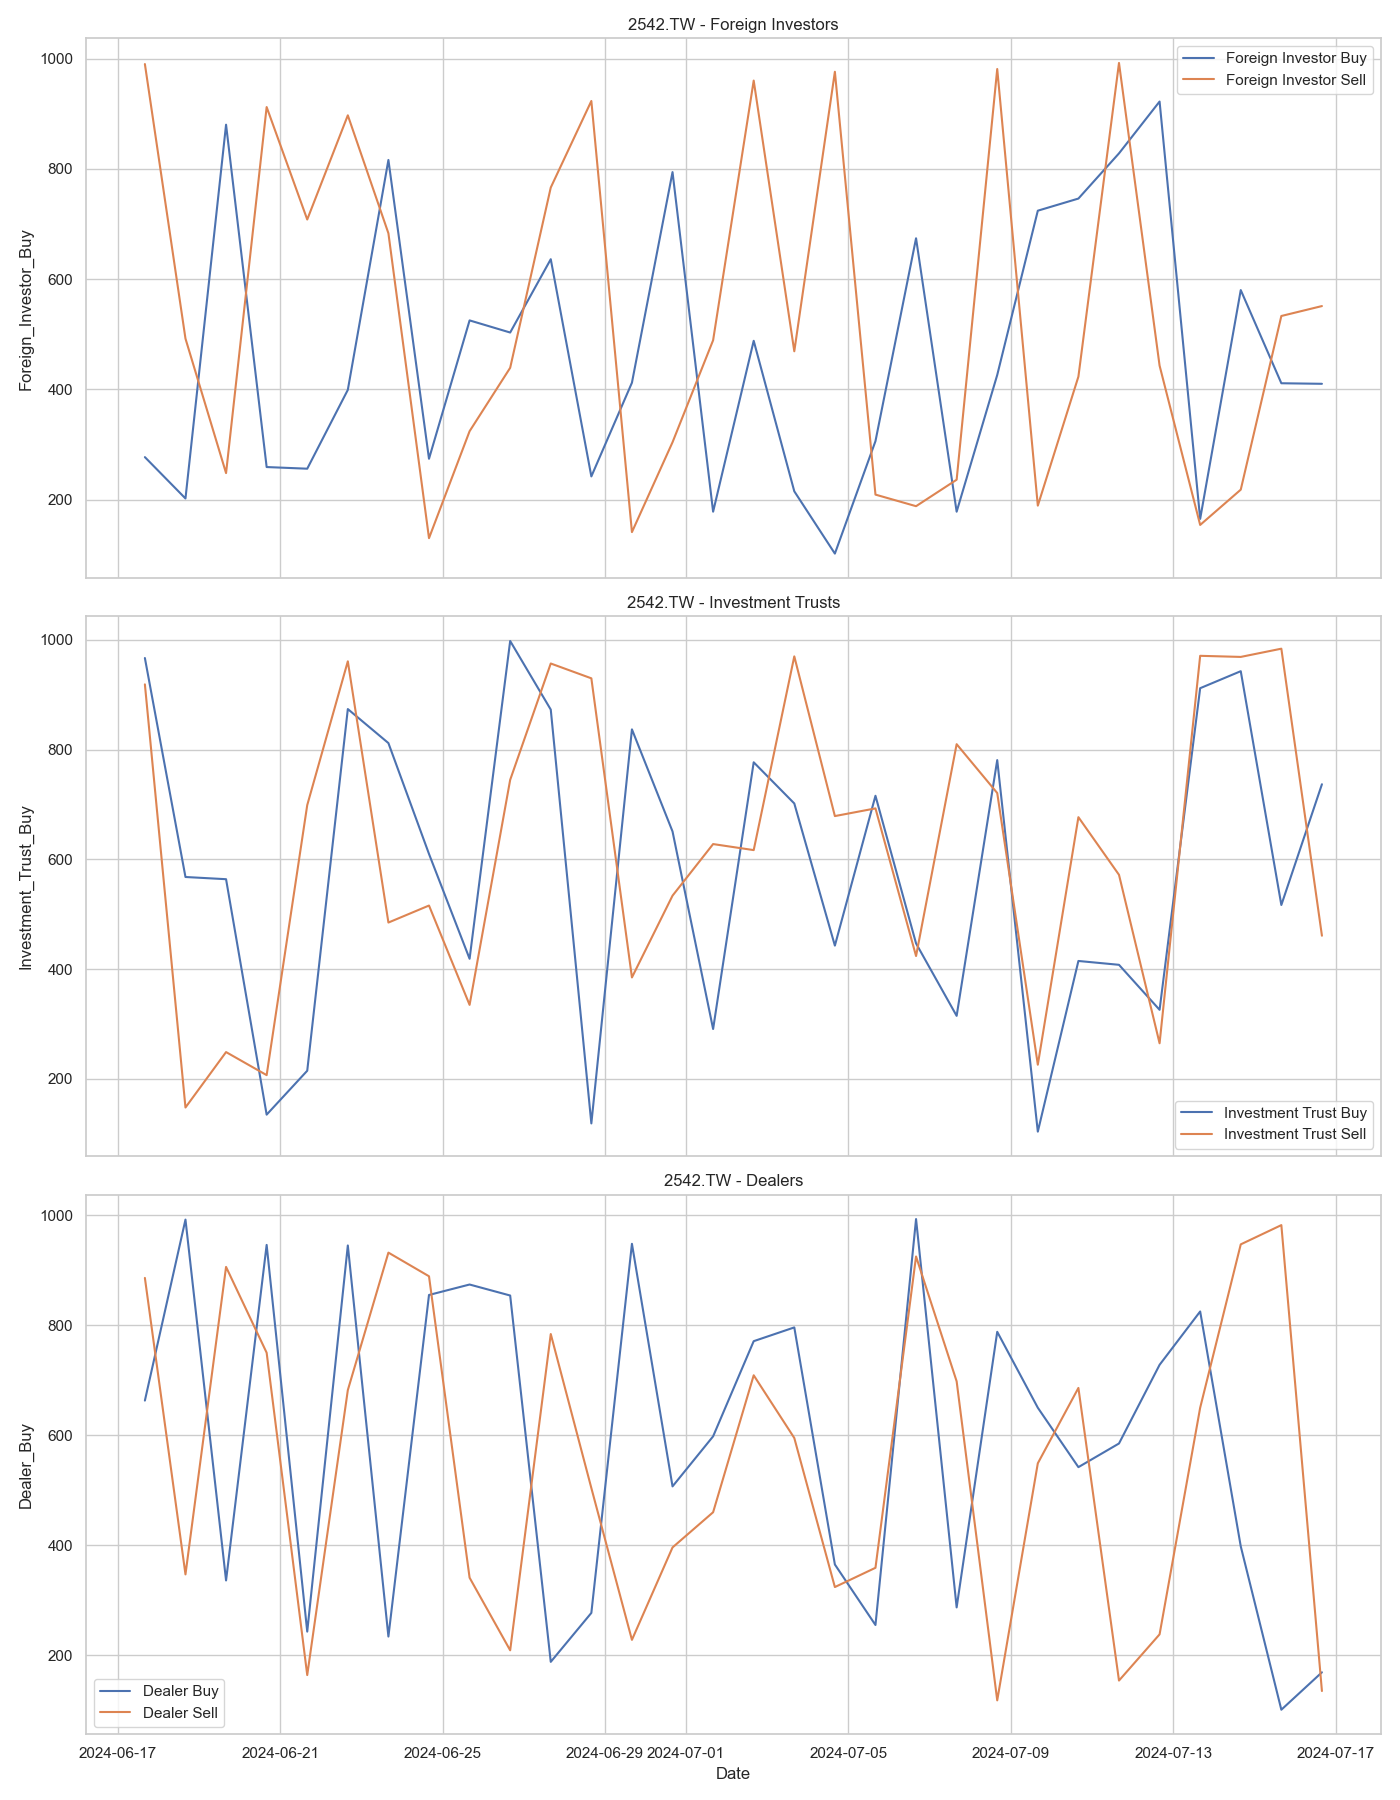 2542.TW - Foreign Investors
Foreign_Investor_Buy
1000
800
600
400
200
Foreign Investor Buy
Foreign Investor Sell
2542.TW - Investment Trusts
Investment_Trust_Buy
1000
800
600
400
200
Investment Trust Buy
Investment Trust Sell
2542.TW - Dealers
Dealer_Buy
1000
800
600
400
200
Dealer Buy
Dealer Sell
2024-06-17 2024-06-21 2024-06-25 2024-06-29 2024-07-01 2024-07-05 2024-07-09 2024-07-13 2024-07-17
Date